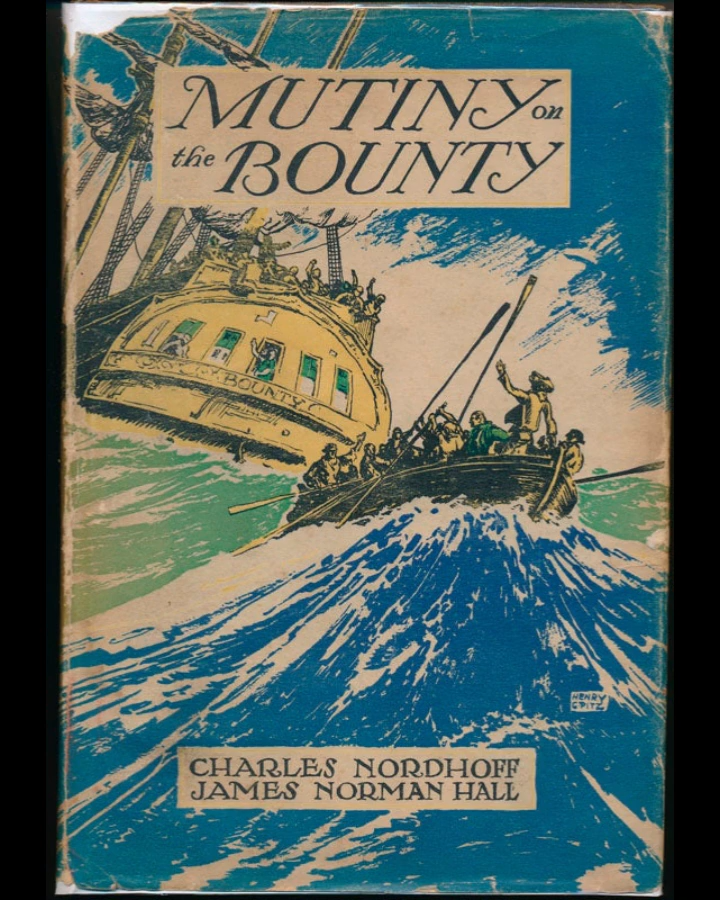 MUTINY on
the BOUNTY
BOUNTY
HENRY
C PITZ
CHARLES NORDHOFF
JAMES NORMAN HALL